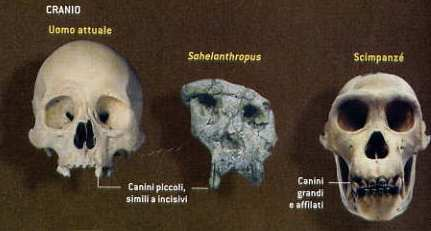 CRANIO
Uomo attuale
Sahelanthropus
Scimpanzé
Canini piccoli,
simili a incisivi
Canini
grandi
e affilati